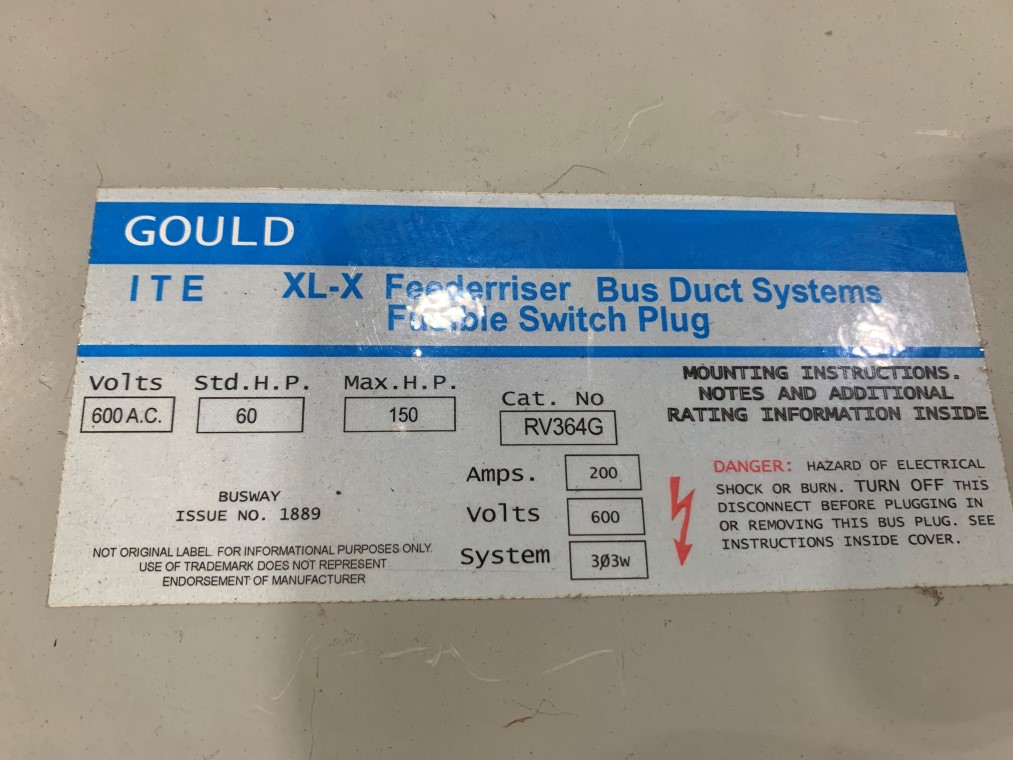 GOULD
ITE XL-X Feederriser Bus Duct Systems
Fusible Switch Plug
Volts Std.H.P. Max.H.P.
600 A.C. 60 150
Cat. No
RV364G
Amps. 200
Volts 600
System 3Ø3w
BUSWAY
ISSUE NO. 1889
NOT ORIGINAL LABEL. FOR INFORMATIONAL PURPOSES ONLY.
USE OF TRADEMARK DOES NOT REPRESENT
ENDORSEMENT OF MANUFACTURER
MOUNTING INSTRUCTIONS.
NOTES AND ADDITIONAL
RATING INFORMATION INSIDE
DANGER: HAZARD OF ELECTRICAL
SHOCK OR BURN. TURN OFF THIS
DISCONNECT BEFORE PLUGGING IN
OR REMOVING THIS BUS PLUG. SEE
INSTRUCTIONS INSIDE COVER.